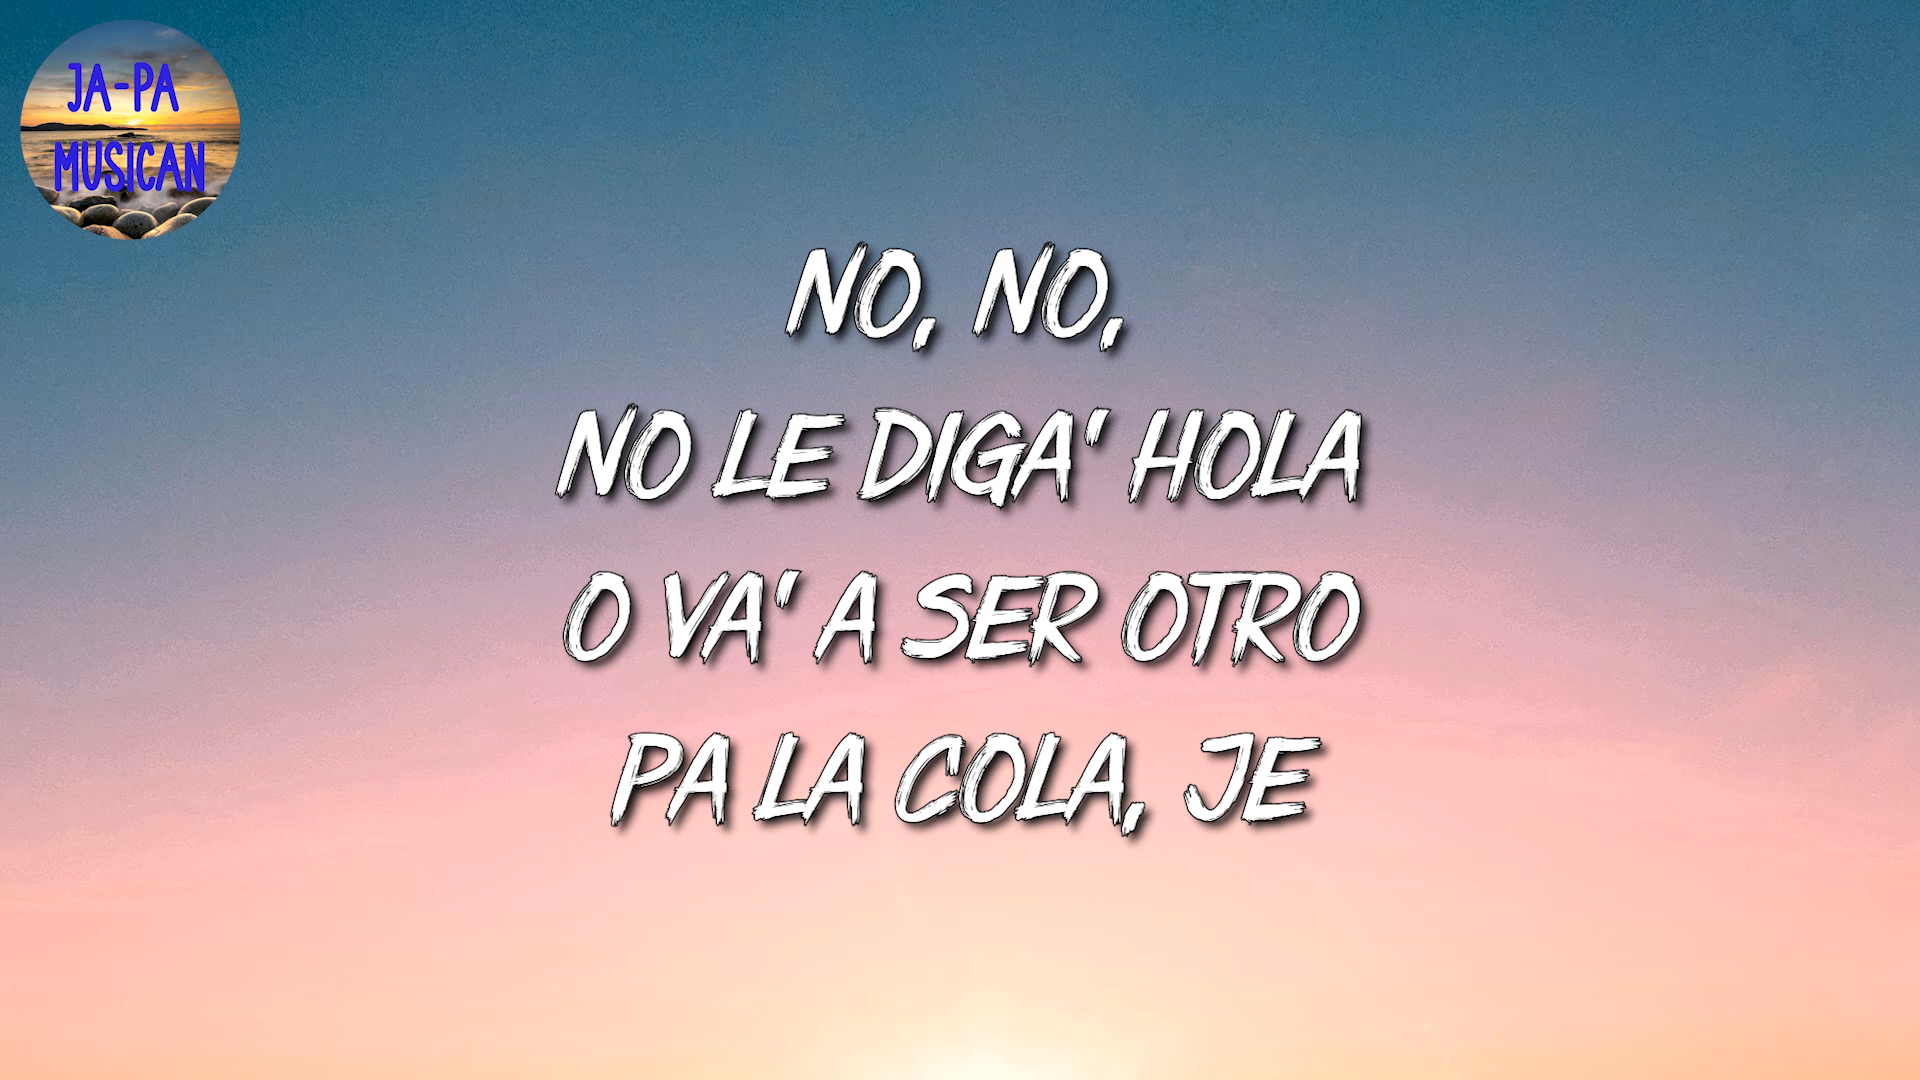 JA-PA
MUSICAN
NO, NO,
NO LE DIGA' HOLA
O VA' A SER OTRO
PA LA COLA, JE